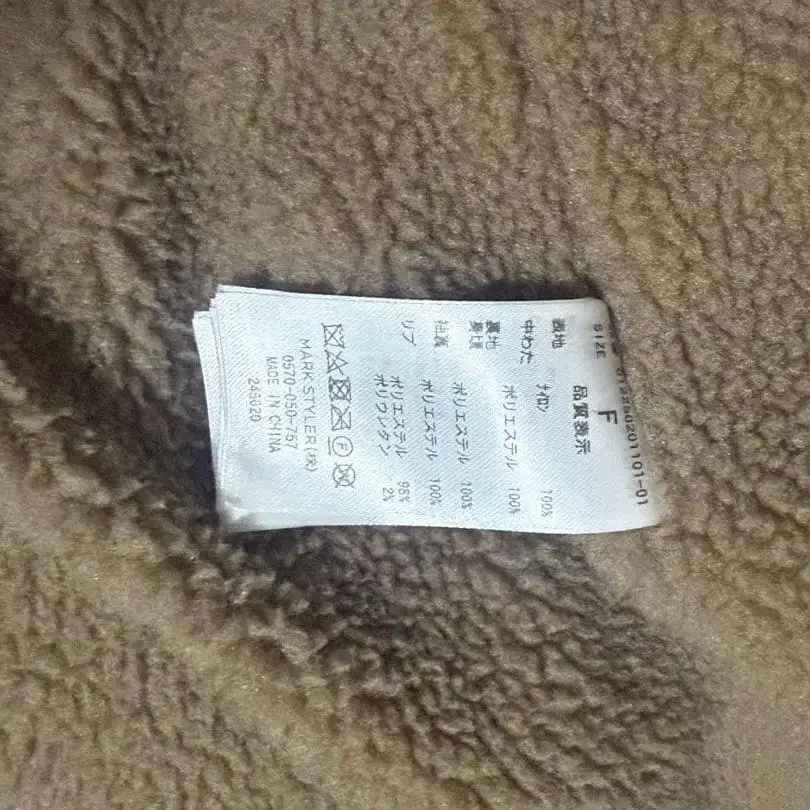 SIZE F
品質表示
表地 ナイロン 100%
中わた ポリエステル 100%
裏地
身頃 ポリエステル 100%
袖裏 ポリエステル 100%
リブ ポリエステル 98%
ポリウレタン 2%
MARK STYLER(株)
0570-050-767
MADE IN CHINA
245020